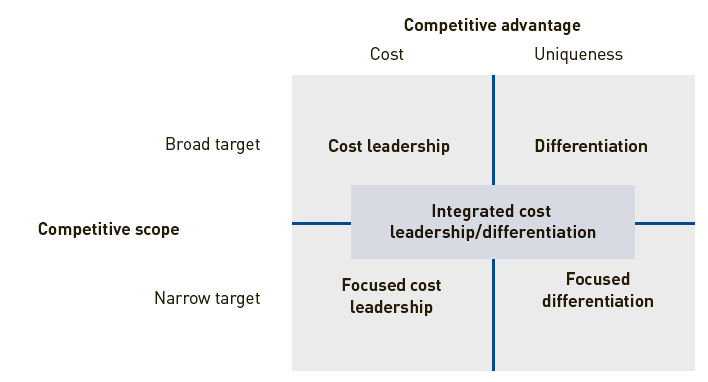 Competitive advantage
Cost
Uniqueness
Broad target
Cost leadership
Differentiation
Competitive scope
Integrated cost
leadership/differentiation
Narrow target
Focused cost
leadership
Focused
differentiation